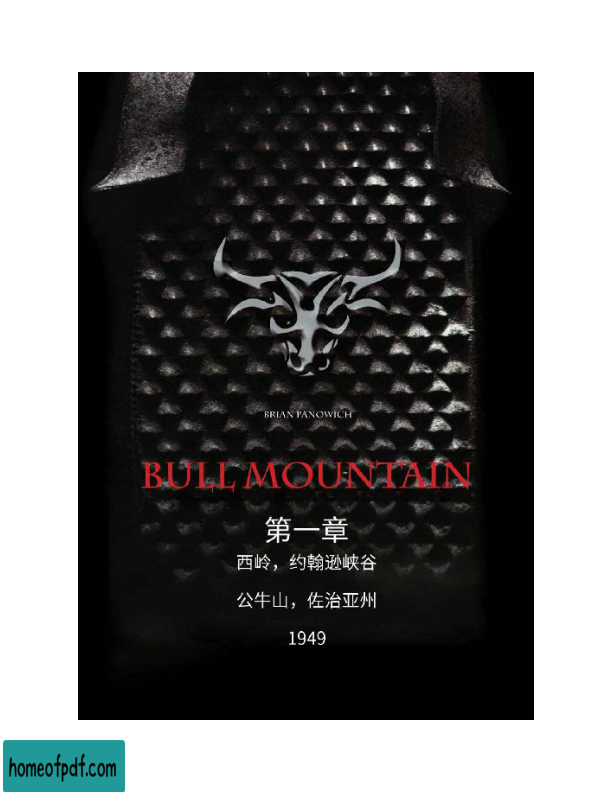 BRIAN PANOWICH
BULL MOUNTAIN
第一章
西岭，约翰逊峡谷
公牛山，佐治亚州
1949
homeofpdf.com